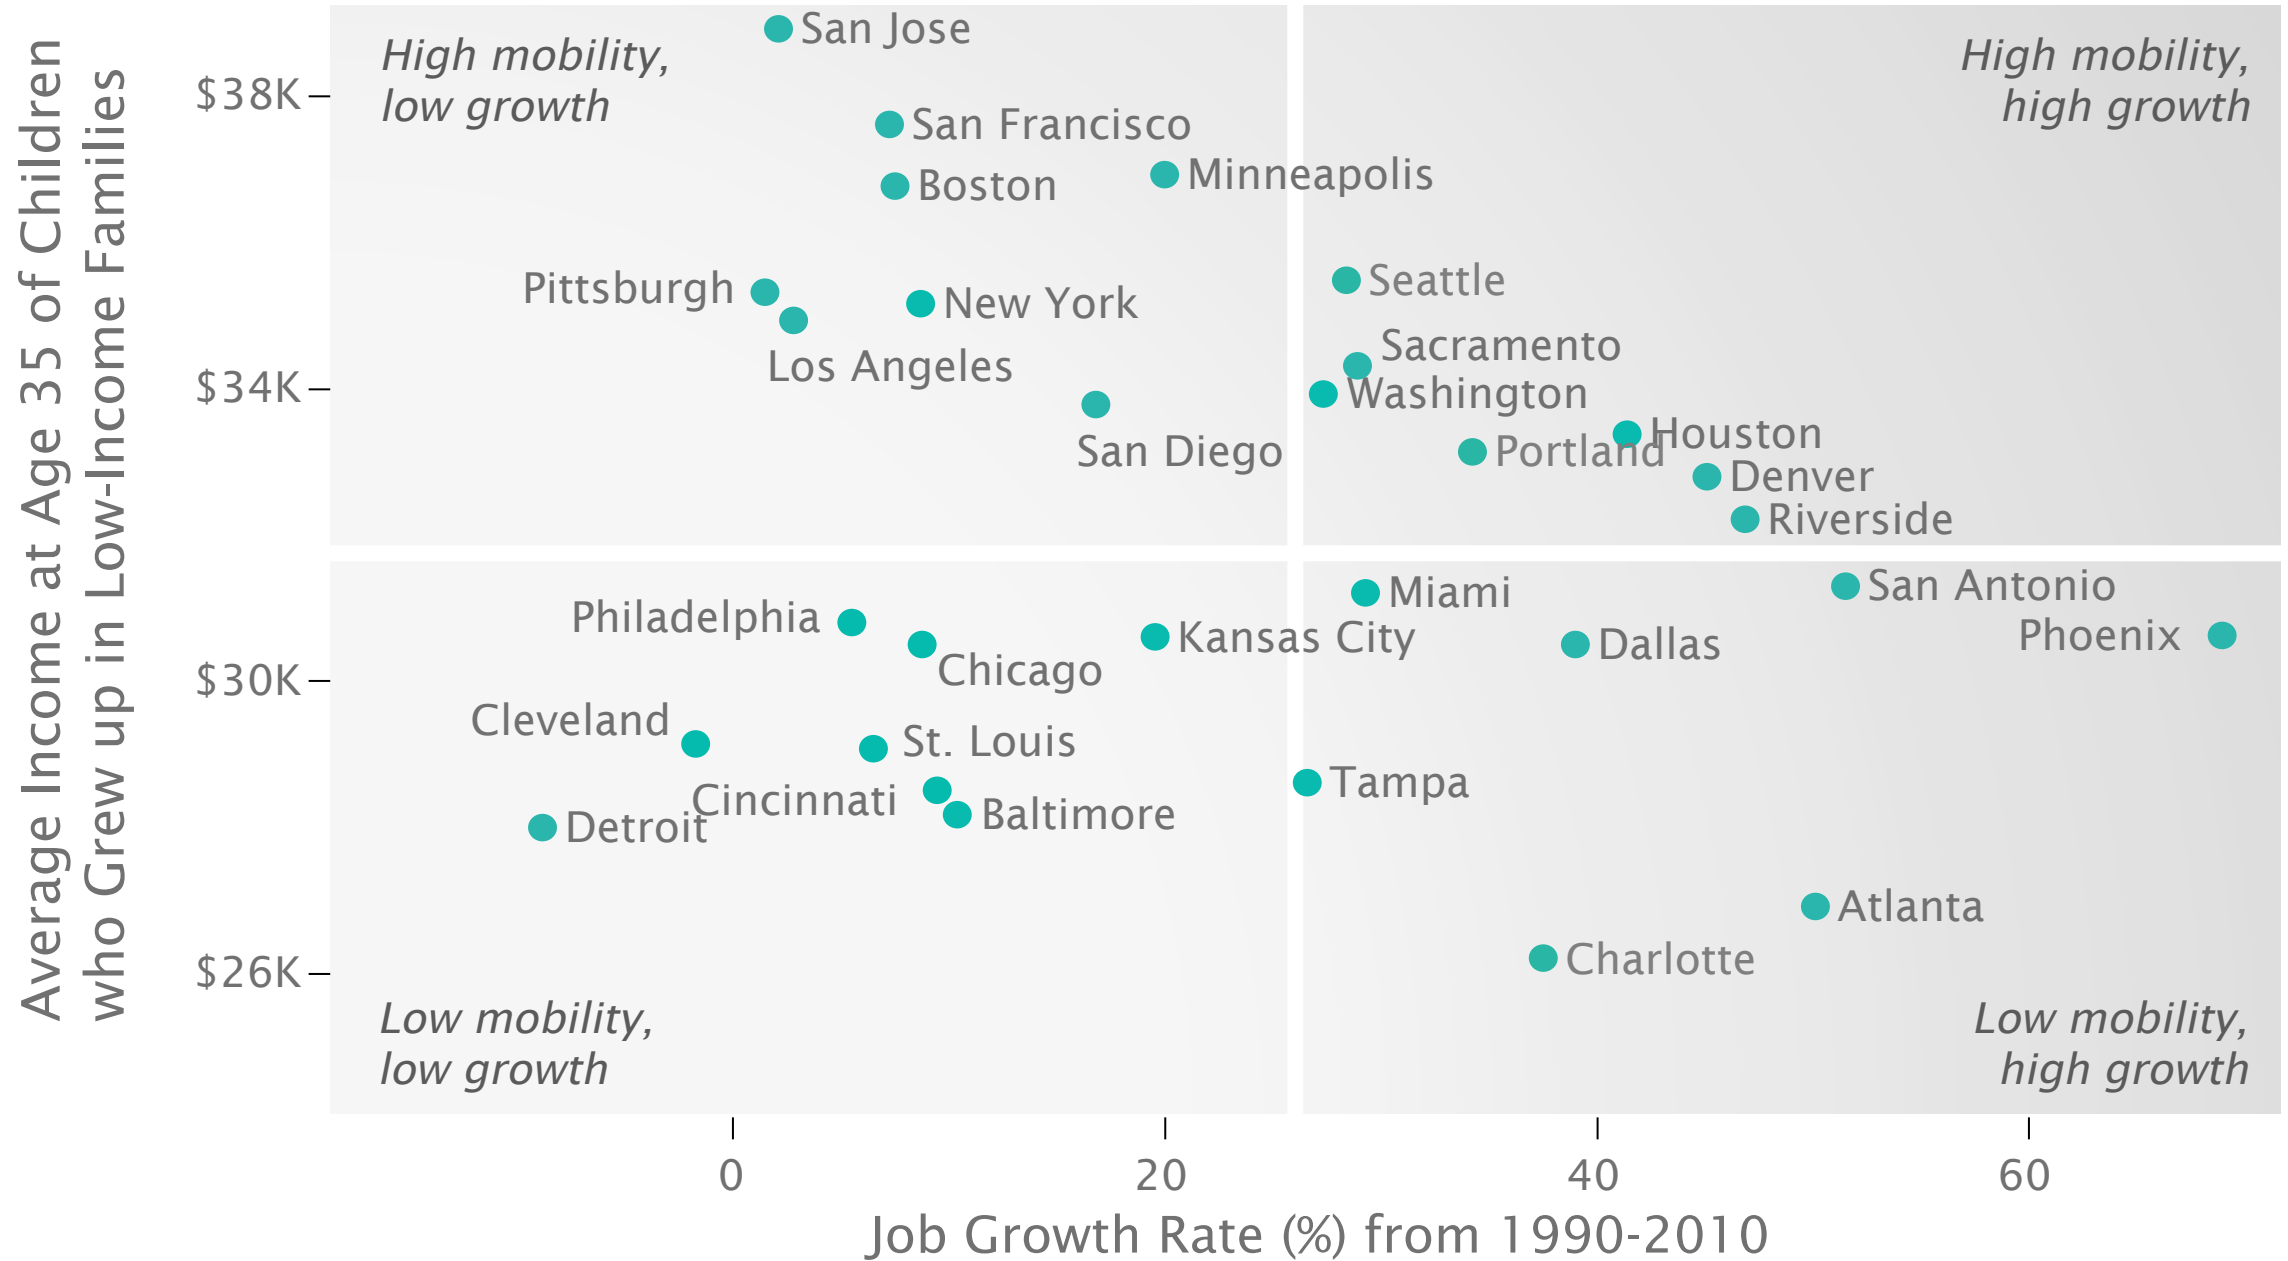 Average Income at Age 35 of Children
who Grew up in Low-Income Families
$38K
$34K
$30K
$26K
High mobility,
low growth
High mobility,
high growth
San Jose
San Francisco
Boston
Minneapolis
Pittsburgh
New York
Seattle
Los Angeles
Sacramento
Washington
San Diego
Houston
Portland
Denver
Riverside
Philadelphia
Chicago
Kansas City
Miami
Dallas
San Antonio
Phoenix
Cleveland
St. Louis
Cincinnati
Baltimore
Detroit
Tampa
Atlanta
Charlotte
Low mobility,
low growth
Low mobility,
high growth
0
20
40
60
Job Growth Rate (%) from 1990-2010